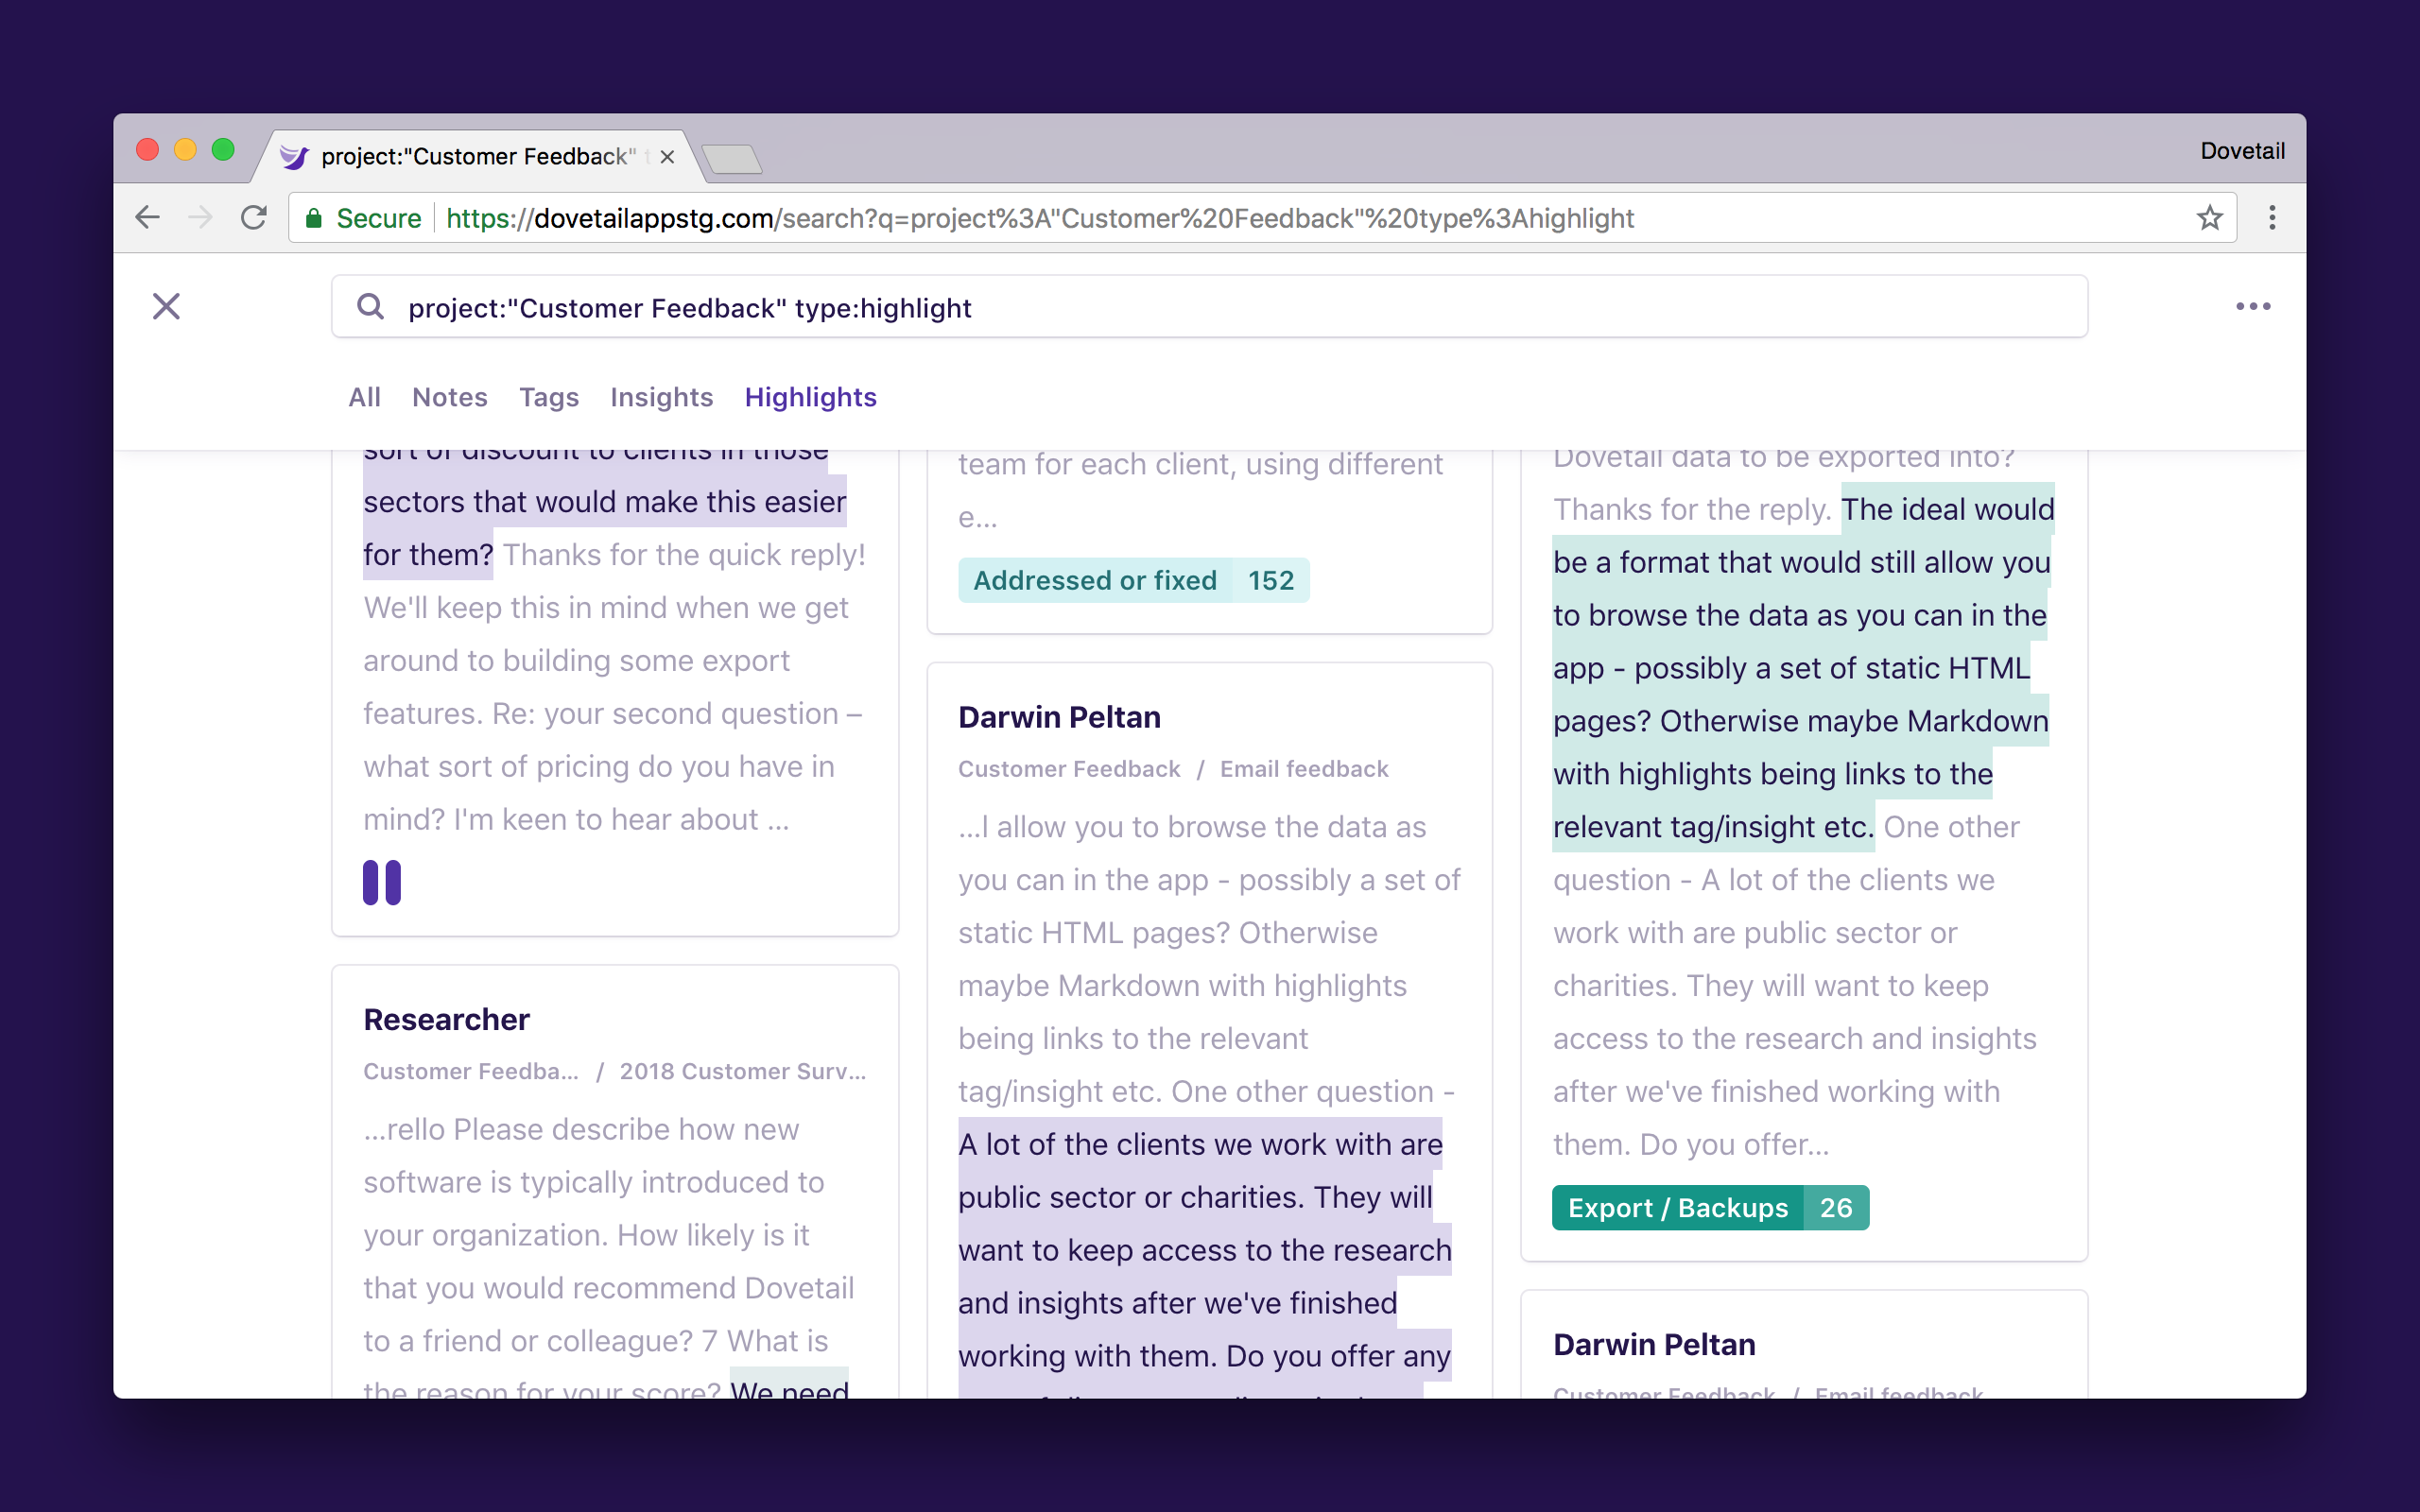 project:"Customer Feedback" t
Dovetail
Secure https://dovetailappstg.com/search?q=project%3A"Customer%20Feedback"%20type%3Ahighlight
project:"Customer Feedback" type:highlight
All Notes Tags Insights Highlights
sort of discount to clients in those
sectors that would make this easier
for them? Thanks for the quick reply!
We'll keep this in mind when we get
around to building some export
features. Re: your second question –
what sort of pricing do you have in
mind? I'm keen to hear about ...
Researcher
Customer Feedba... / 2018 Customer Surv...
...rello Please describe how new
software is typically introduced to
your organization. How likely is it
that you would recommend Dovetail
to a friend or colleague? 7 What is
the reason for your score? We need
team for each client, using different
e...
Addressed or fixed 152
Darwin Peltan
Customer Feedback / Email feedback
...l allow you to browse the data as
you can in the app - possibly a set of
static HTML pages? Otherwise
maybe Markdown with highlights
being links to the relevant
tag/insight etc. One other question -
A lot of the clients we work with are
public sector or charities. They will
want to keep access to the research
and insights after we've finished
working with them. Do you offer any
Dovetail data to be exported into?
Thanks for the reply. The ideal would
be a format that would still allow you
to browse the data as you can in the
app - possibly a set of static HTML
pages? Otherwise maybe Markdown
with highlights being links to the
relevant tag/insight etc. One other
question - A lot of the clients we
work with are public sector or
charities. They will want to keep
access to the research and insights
after we've finished working with
them. Do you offer...
Export / Backups 26
Darwin Peltan
Customer Feedback / Email feedback